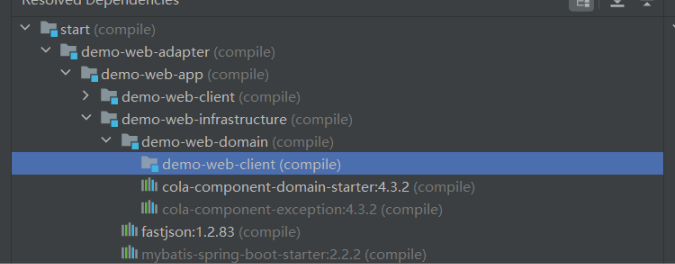 Resolved Dependencies
start (compile)
demo-web-adapter (compile)
demo-web-app (compile)
demo-web-client (compile)
demo-web-infrastructure (compile)
demo-web-domain (compile)
demo-web-client (compile)
cola-component-domain-starter:4.3.2 (compile)
cola-component-exception:4.3.2 (compile)
fastjson:1.2.83 (compile)
mybatis-spring-boot-starter:2.2.2 (compile)